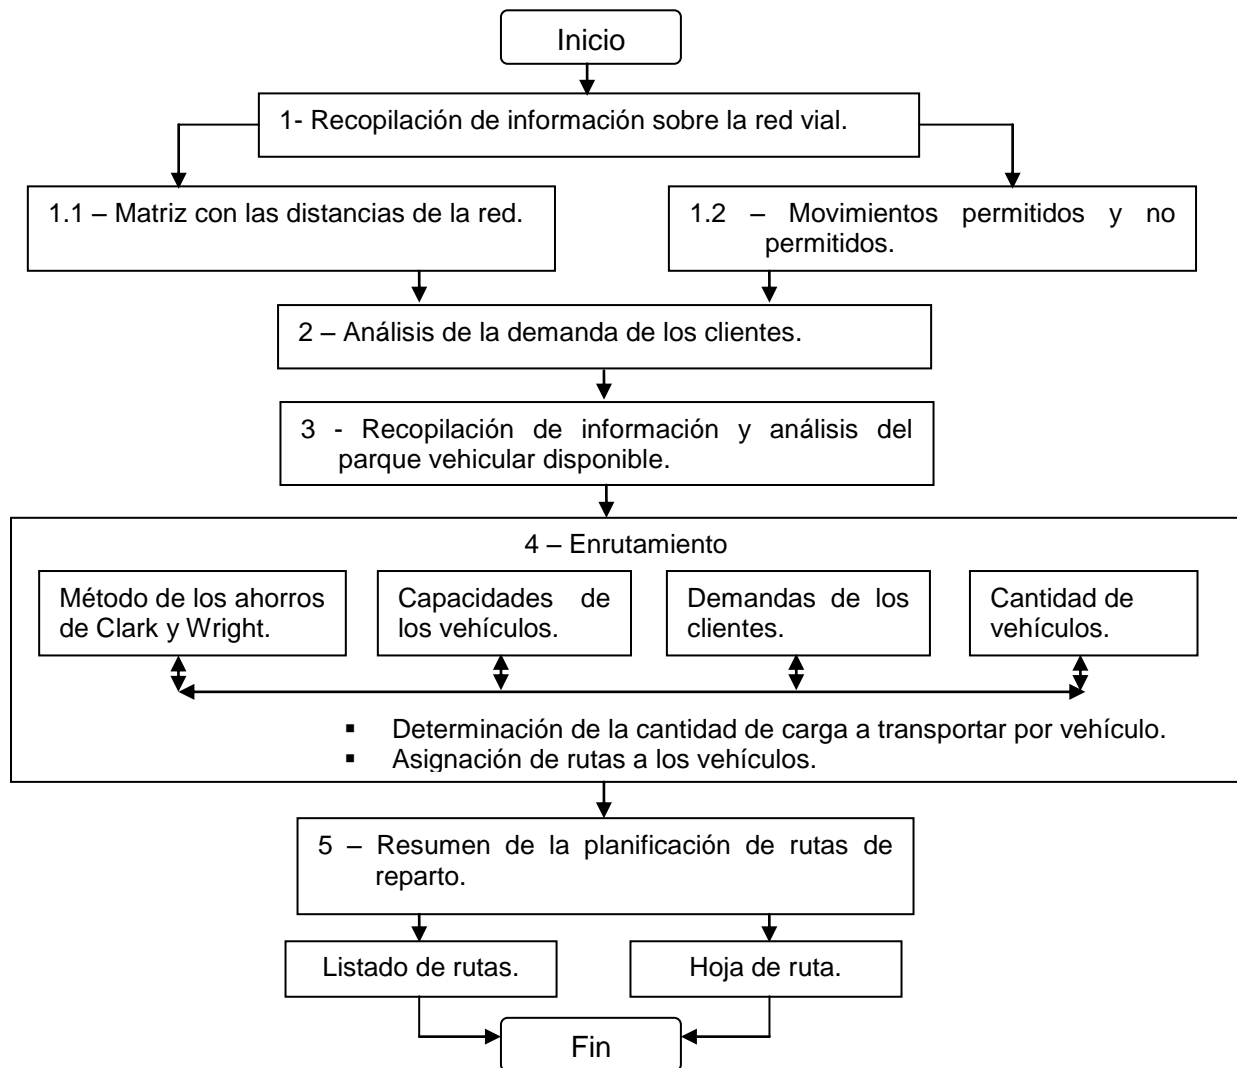 Inicio
1- Recopilación de información sobre la red vial.
1.1 – Matriz con las distancias de la red.
1.2 – Movimientos permitidos y no
permitidos.
2 – Análisis de la demanda de los clientes.
3 - Recopilación de información y análisis del
parque vehicular disponible.
4 – Enrutamiento
Método de los ahorros
de Clark y Wright.
Capacidades de
los vehículos.
Demandas de los
clientes.
Cantidad de
vehículos.
▪ Determinación de la cantidad de carga a transportar por vehículo.
▪ Asignación de rutas a los vehículos.
5 – Resumen de la planificación de rutas de
reparto.
Listado de rutas.
Hoja de ruta.
Fin